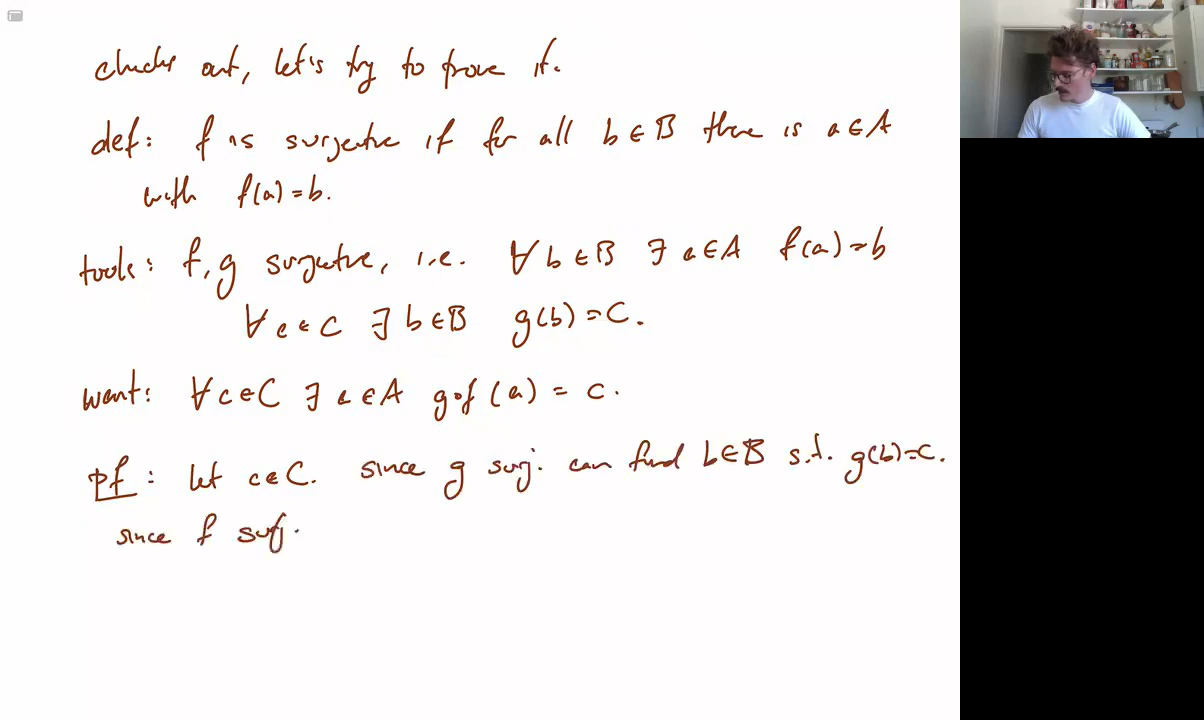 checks out, let's try to prove it.
def: f is surjective if for all b ∈ B there is a ∈ A
with f(a) = b.
tools: f, g surjective, i.e. ∀ b ∈ B ∃ a ∈ A f(a) = b
∀ c ∈ C ∃ b ∈ B g(b) = c.
want: ∀ c ∈ C ∃ a ∈ A g∘f (a) = c.
pf: let c ∈ C. since g surj. can find b ∈ B s.t. g(b) = c.
since f surj.